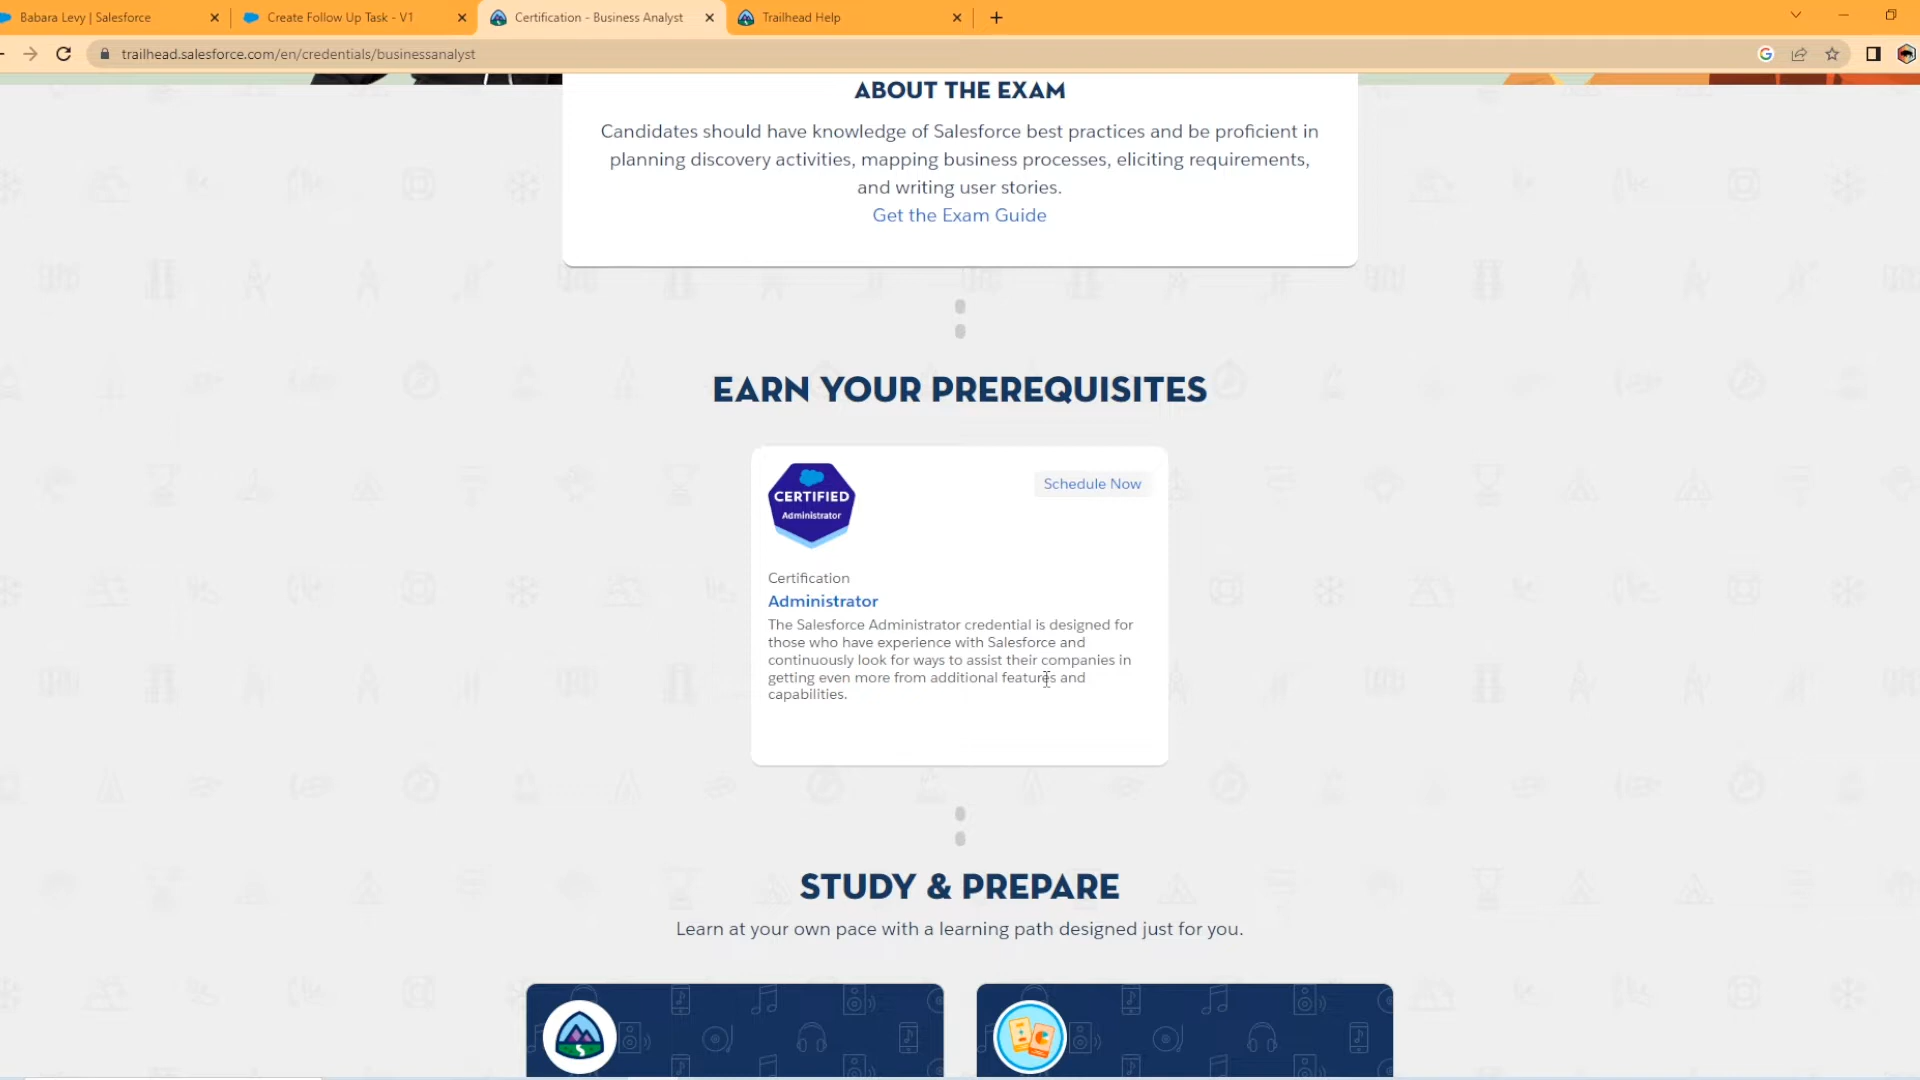 Babara Levy | Salesforce
Create Follow Up Task - V1
Certification - Business Analyst
Trailhead Help
trailhead.salesforce.com/en/credentials/businessanalyst
ABOUT THE EXAM
Candidates should have knowledge of Salesforce best practices and be proficient in
planning discovery activities, mapping business processes, eliciting requirements,
and writing user stories.
Get the Exam Guide
EARN YOUR PREREQUISITES
CERTIFIED
Administrator
Schedule Now
Certification
Administrator
The Salesforce Administrator credential is designed for
those who have experience with Salesforce and
continuously look for ways to assist their companies in
getting even more from additional features and
capabilities.
STUDY & PREPARE
Learn at your own pace with a learning path designed just for you.